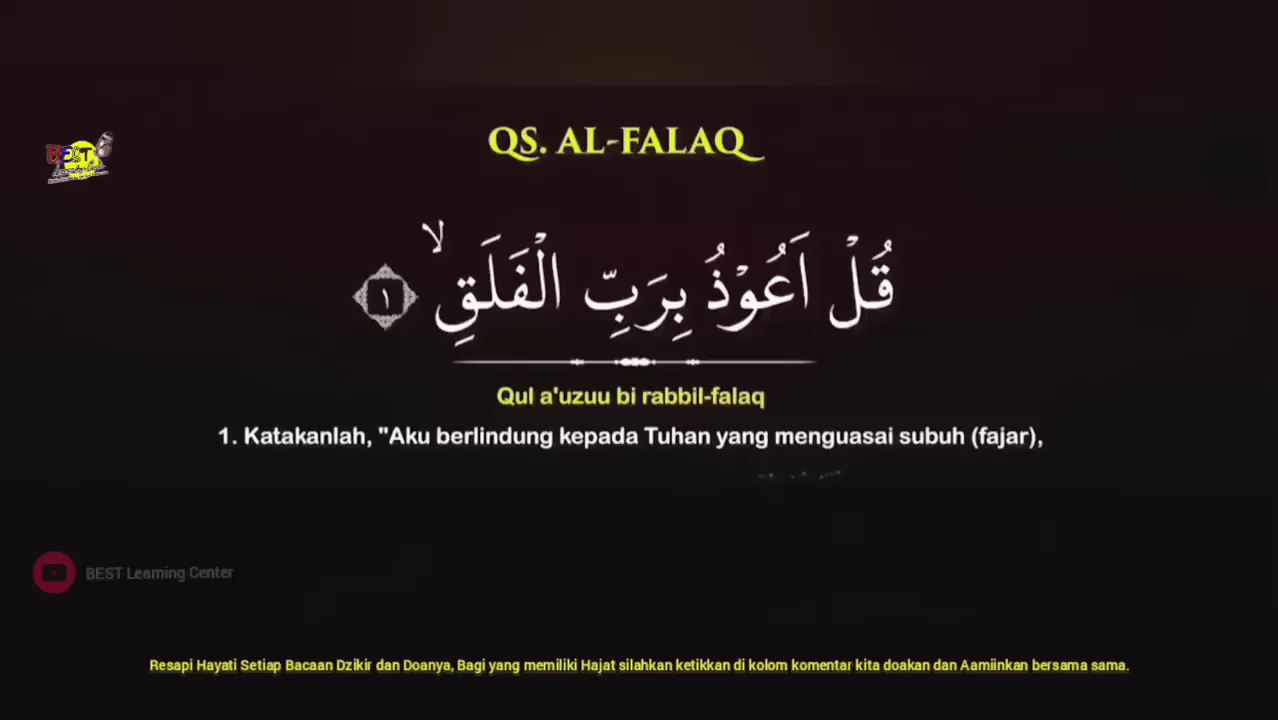 BEST
QS. AL-FALAQ
قُلْ اَعُوْذُ بِرَبِّ الْفَلَقِۙ ١
Qul a'uzuu bi rabbil-falaq
1. Katakanlah, "Aku berlindung kepada Tuhan yang menguasai subuh (fajar),
BEST Learning Center
Resapi Hayati Setiap Bacaan Dzikir dan Doanya, Bagi yang memiliki Hajat silahkan ketikkan di kolom komentar kita doakan dan Aamiinkan bersama sama.